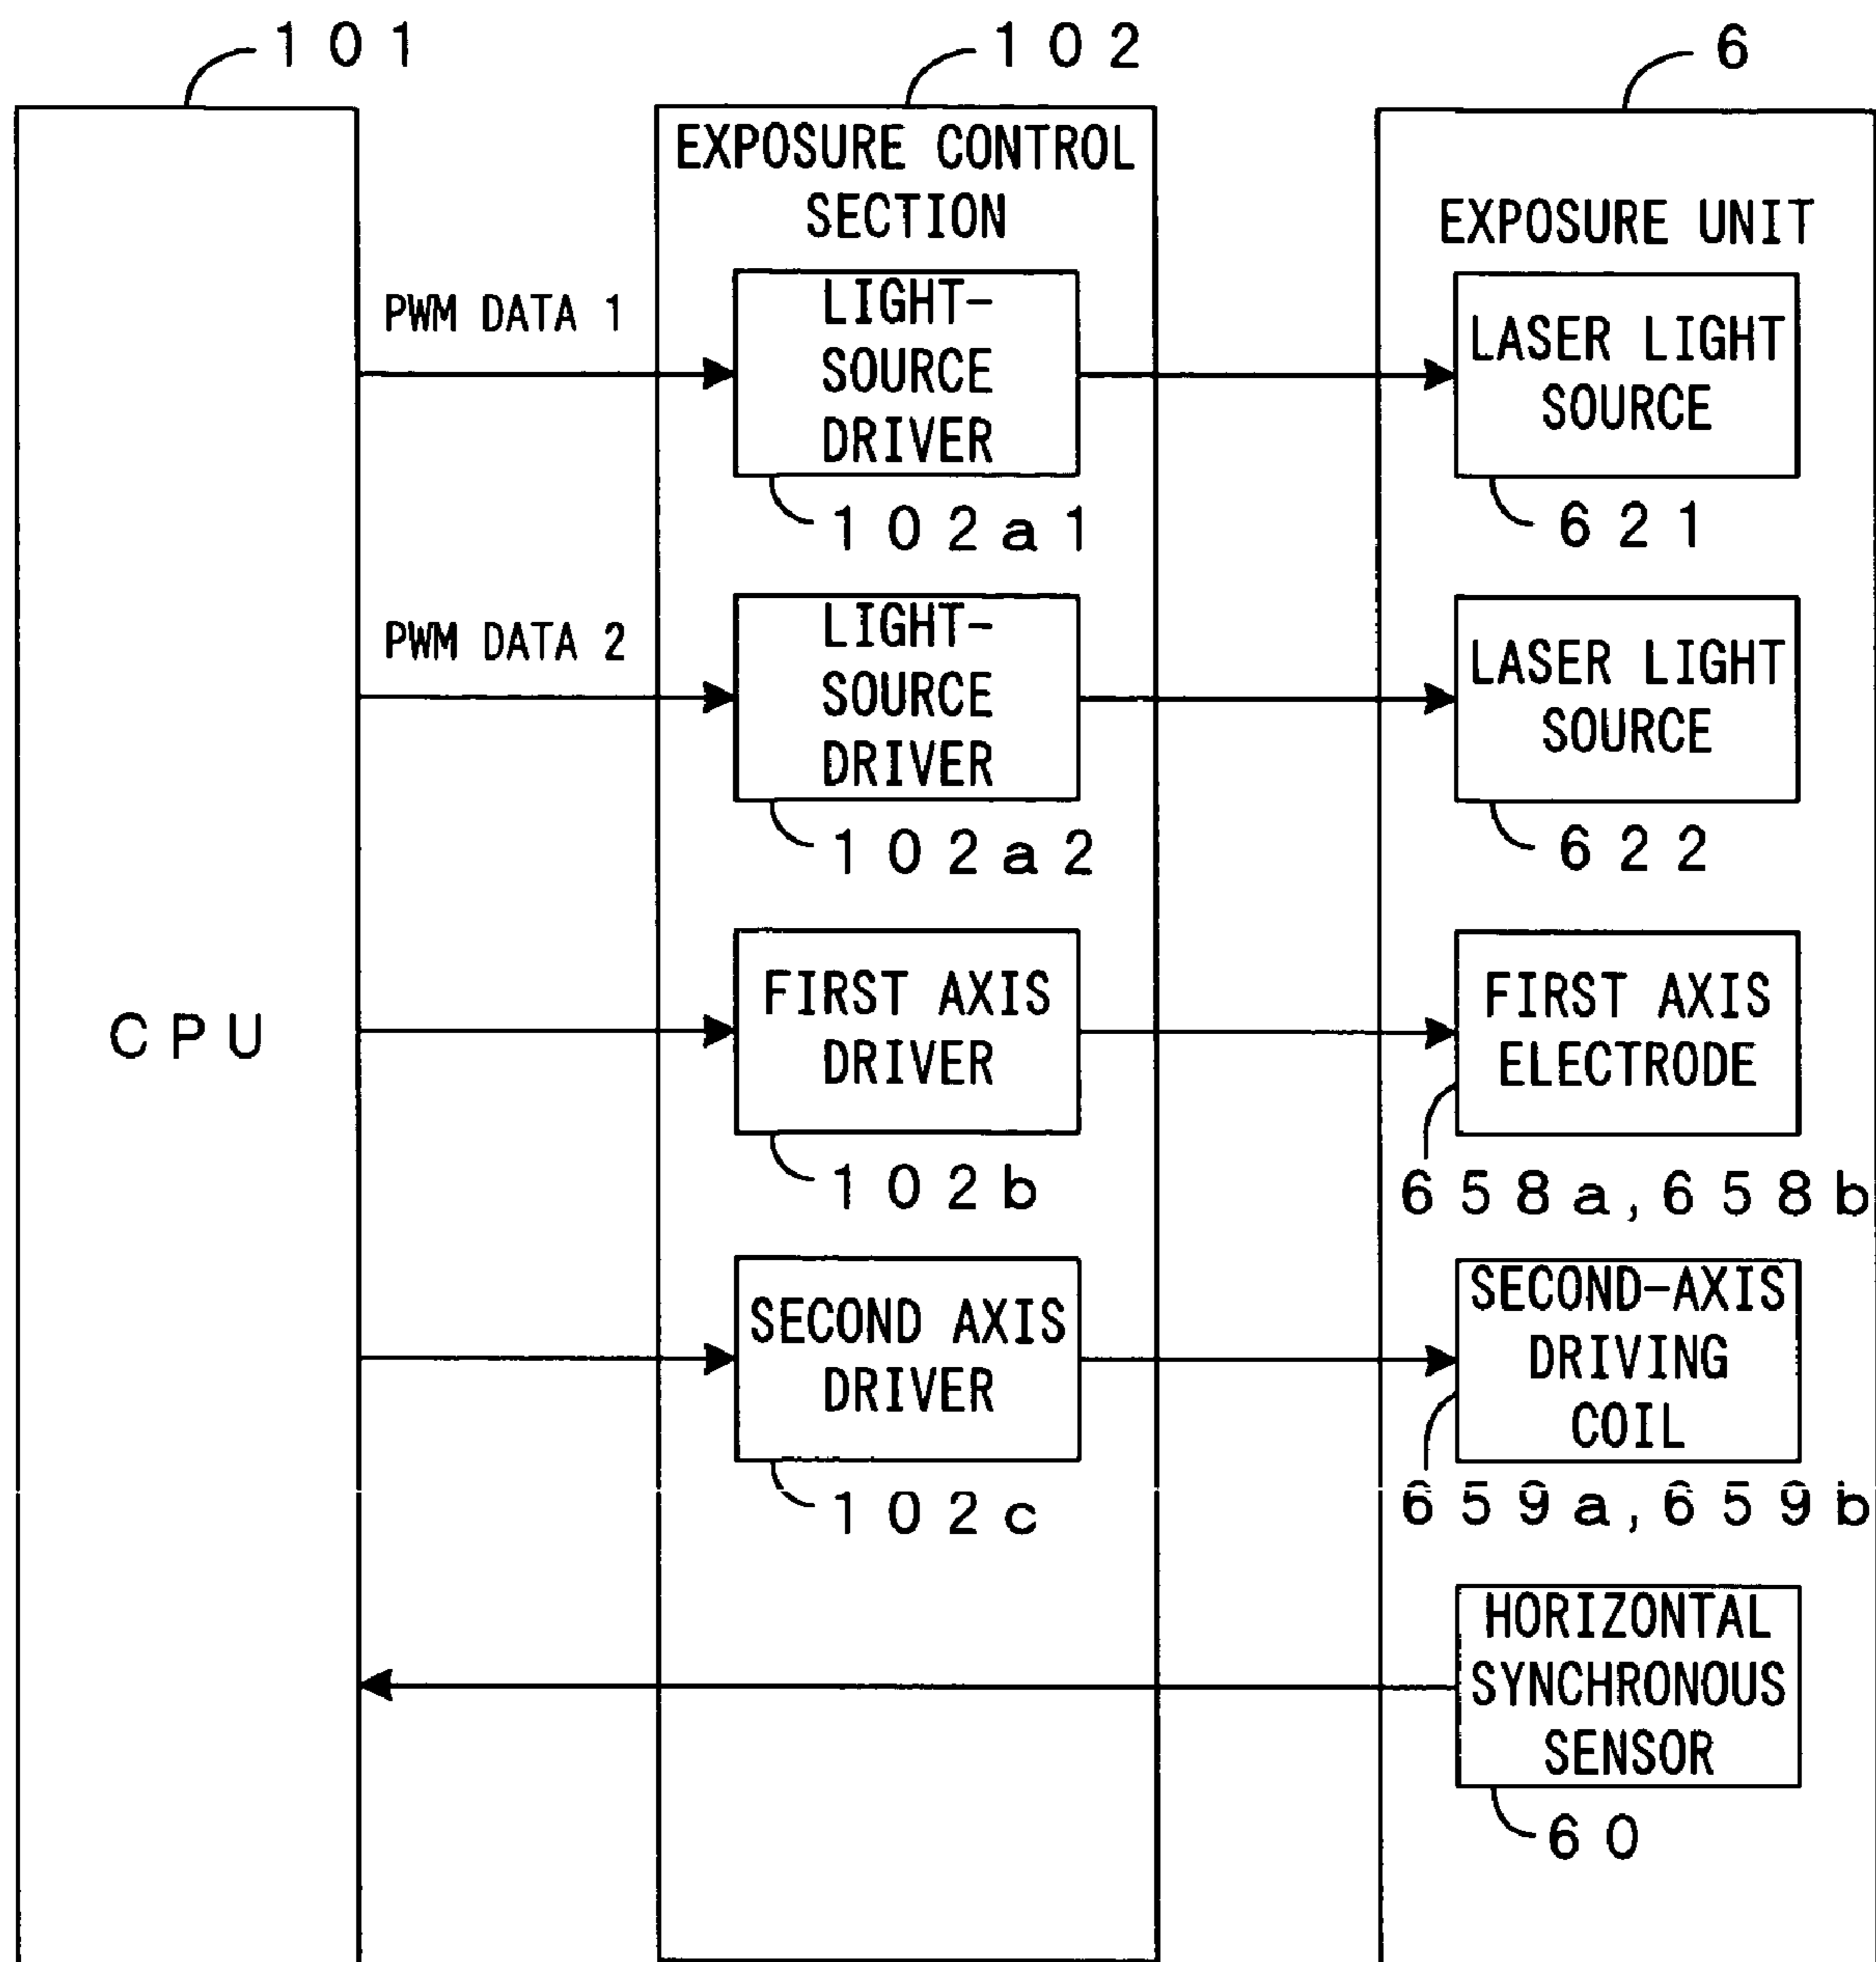 101
102
6
EXPOSURE CONTROL
SECTION
EXPOSURE UNIT
PWM DATA 1
LIGHT-
SOURCE
DRIVER
102a1
LASER LIGHT
SOURCE
621
PWM DATA 2
LIGHT-
SOURCE
DRIVER
102a2
LASER LIGHT
SOURCE
622
CPU
FIRST AXIS
DRIVER
102b
FIRST AXIS
ELECTRODE
658a, 658b
SECOND AXIS
DRIVER
102c
SECOND-AXIS
DRIVING
COIL
659a, 659b
HORIZONTAL
SYNCHRONOUS
SENSOR
60